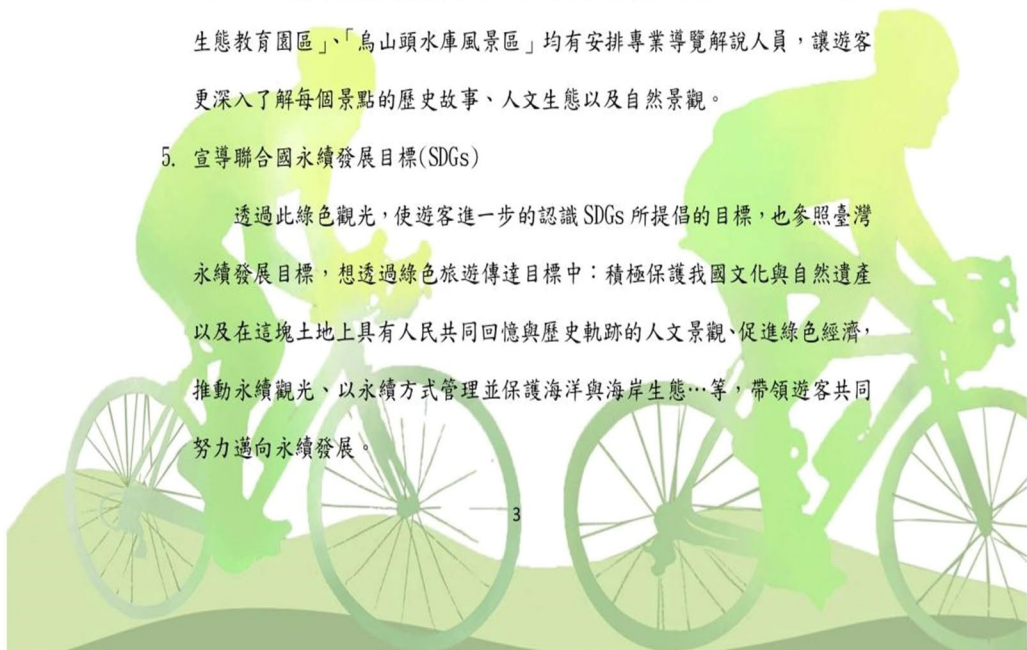 生態教育園區」、「烏山頭水庫風景區」均有安排專業導覽解說人員，讓遊客
更深入了解每個景點的歷史故事、人文生態以及自然景觀。
5. 宣導聯合國永續發展目標(SDGs)
透過此綠色觀光，使遊客進一步的認識 SDGs 所提倡的目標，也參照臺灣
永續發展目標，想透過綠色旅遊傳達目標中：積極保護我國文化與自然遺產
以及在這塊土地上具有人民共同回憶與歷史軌跡的人文景觀、促進綠色經濟，
推動永續觀光、以永續方式管理並保護海洋與海岸生態…等，帶領遊客共同
努力邁向永續發展。
3